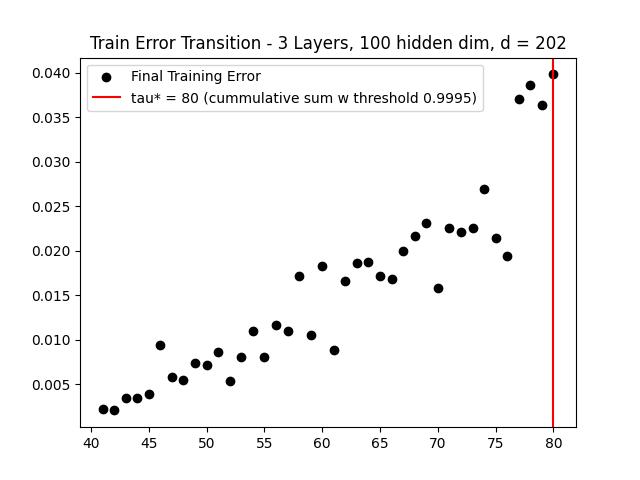 Train Error Transition - 3 Layers, 100 hidden dim, d = 202
Final Training Error
tau* = 80 (cummulative sum w threshold 0.9995)
0.040
0.035
0.030
0.025
0.020
0.015
0.010
0.005
40 45 50 55 60 65 70 75 80